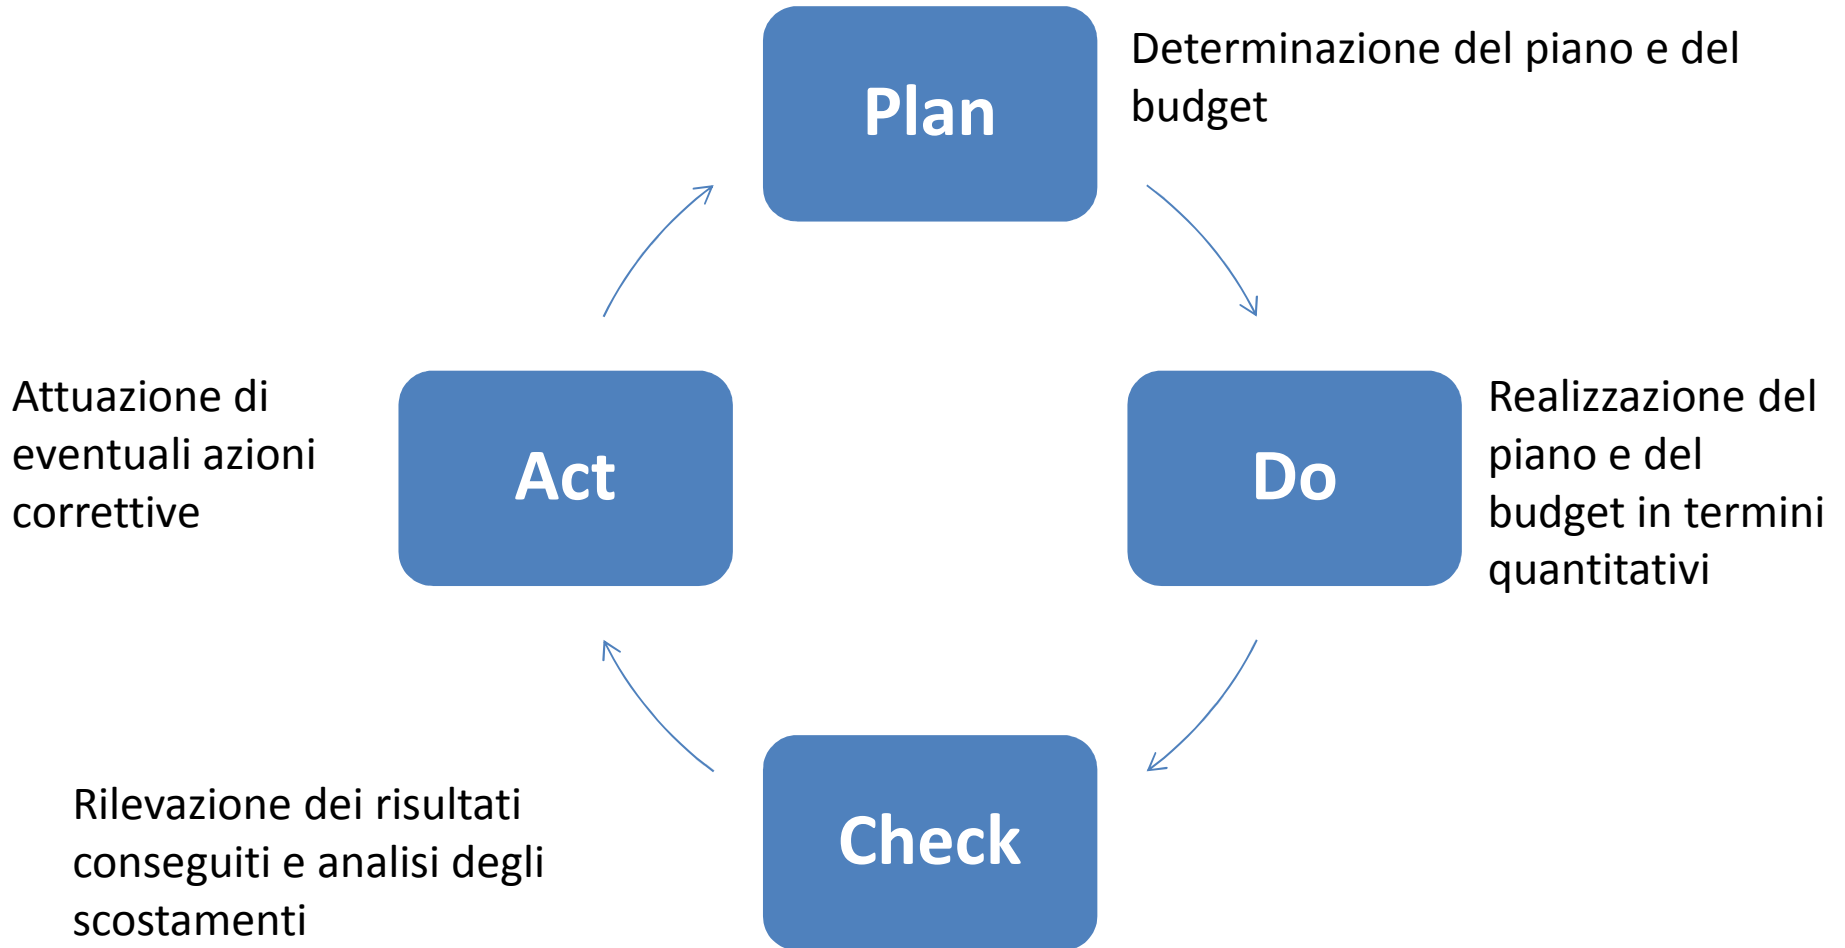 Plan
Determinazione del piano e del
budget
Do
Realizzazione del
piano e del
budget in termini
quantitativi
Check
Rilevazione dei risultati
conseguiti e analisi degli
scostamenti
Act
Attuazione di
eventuali azioni
correttive